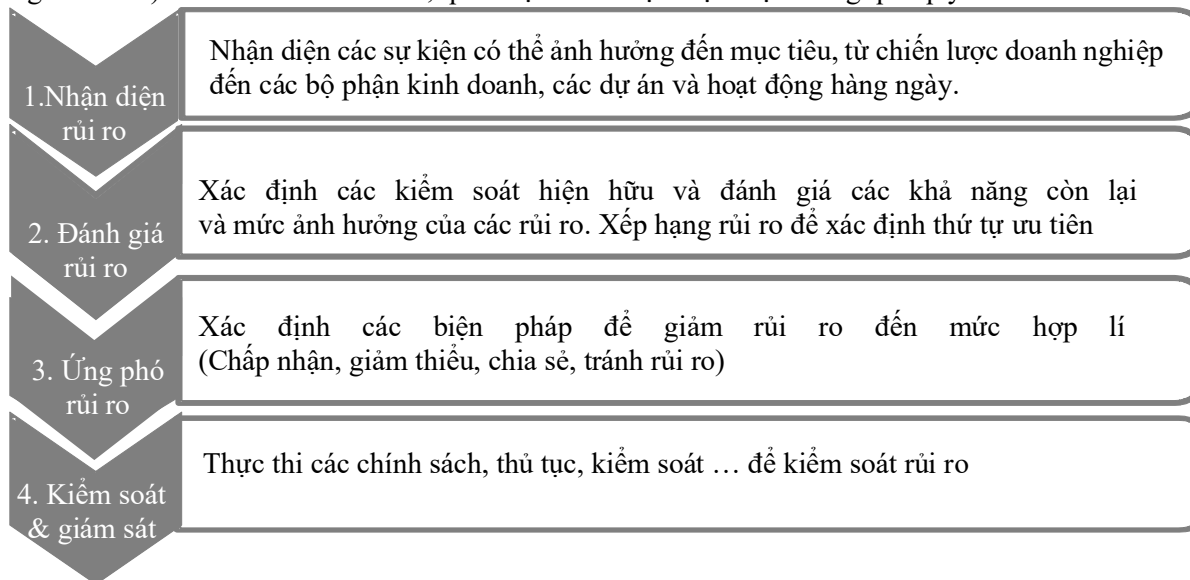 Nhận diện các sự kiện có thể ảnh hưởng đến mục tiêu, từ chiến lược doanh nghiệp
đến các bộ phận kinh doanh, các dự án và hoạt động hàng ngày.
1.Nhận diện
rủi ro
Xác định các kiểm soát hiện hữu và đánh giá các khả năng còn lại
và mức ảnh hưởng của các rủi ro. Xếp hạng rủi ro để xác định thứ tự ưu tiên
2. Đánh giá
rủi ro
Xác định các biện pháp để giảm rủi ro đến mức hợp lí
(Chấp nhận, giảm thiểu, chia sẻ, tránh rủi ro)
3. Ứng phó
rủi ro
Thực thi các chính sách, thủ tục, kiểm soát … để kiểm soát rủi ro
4. Kiểm soát
& giám sát